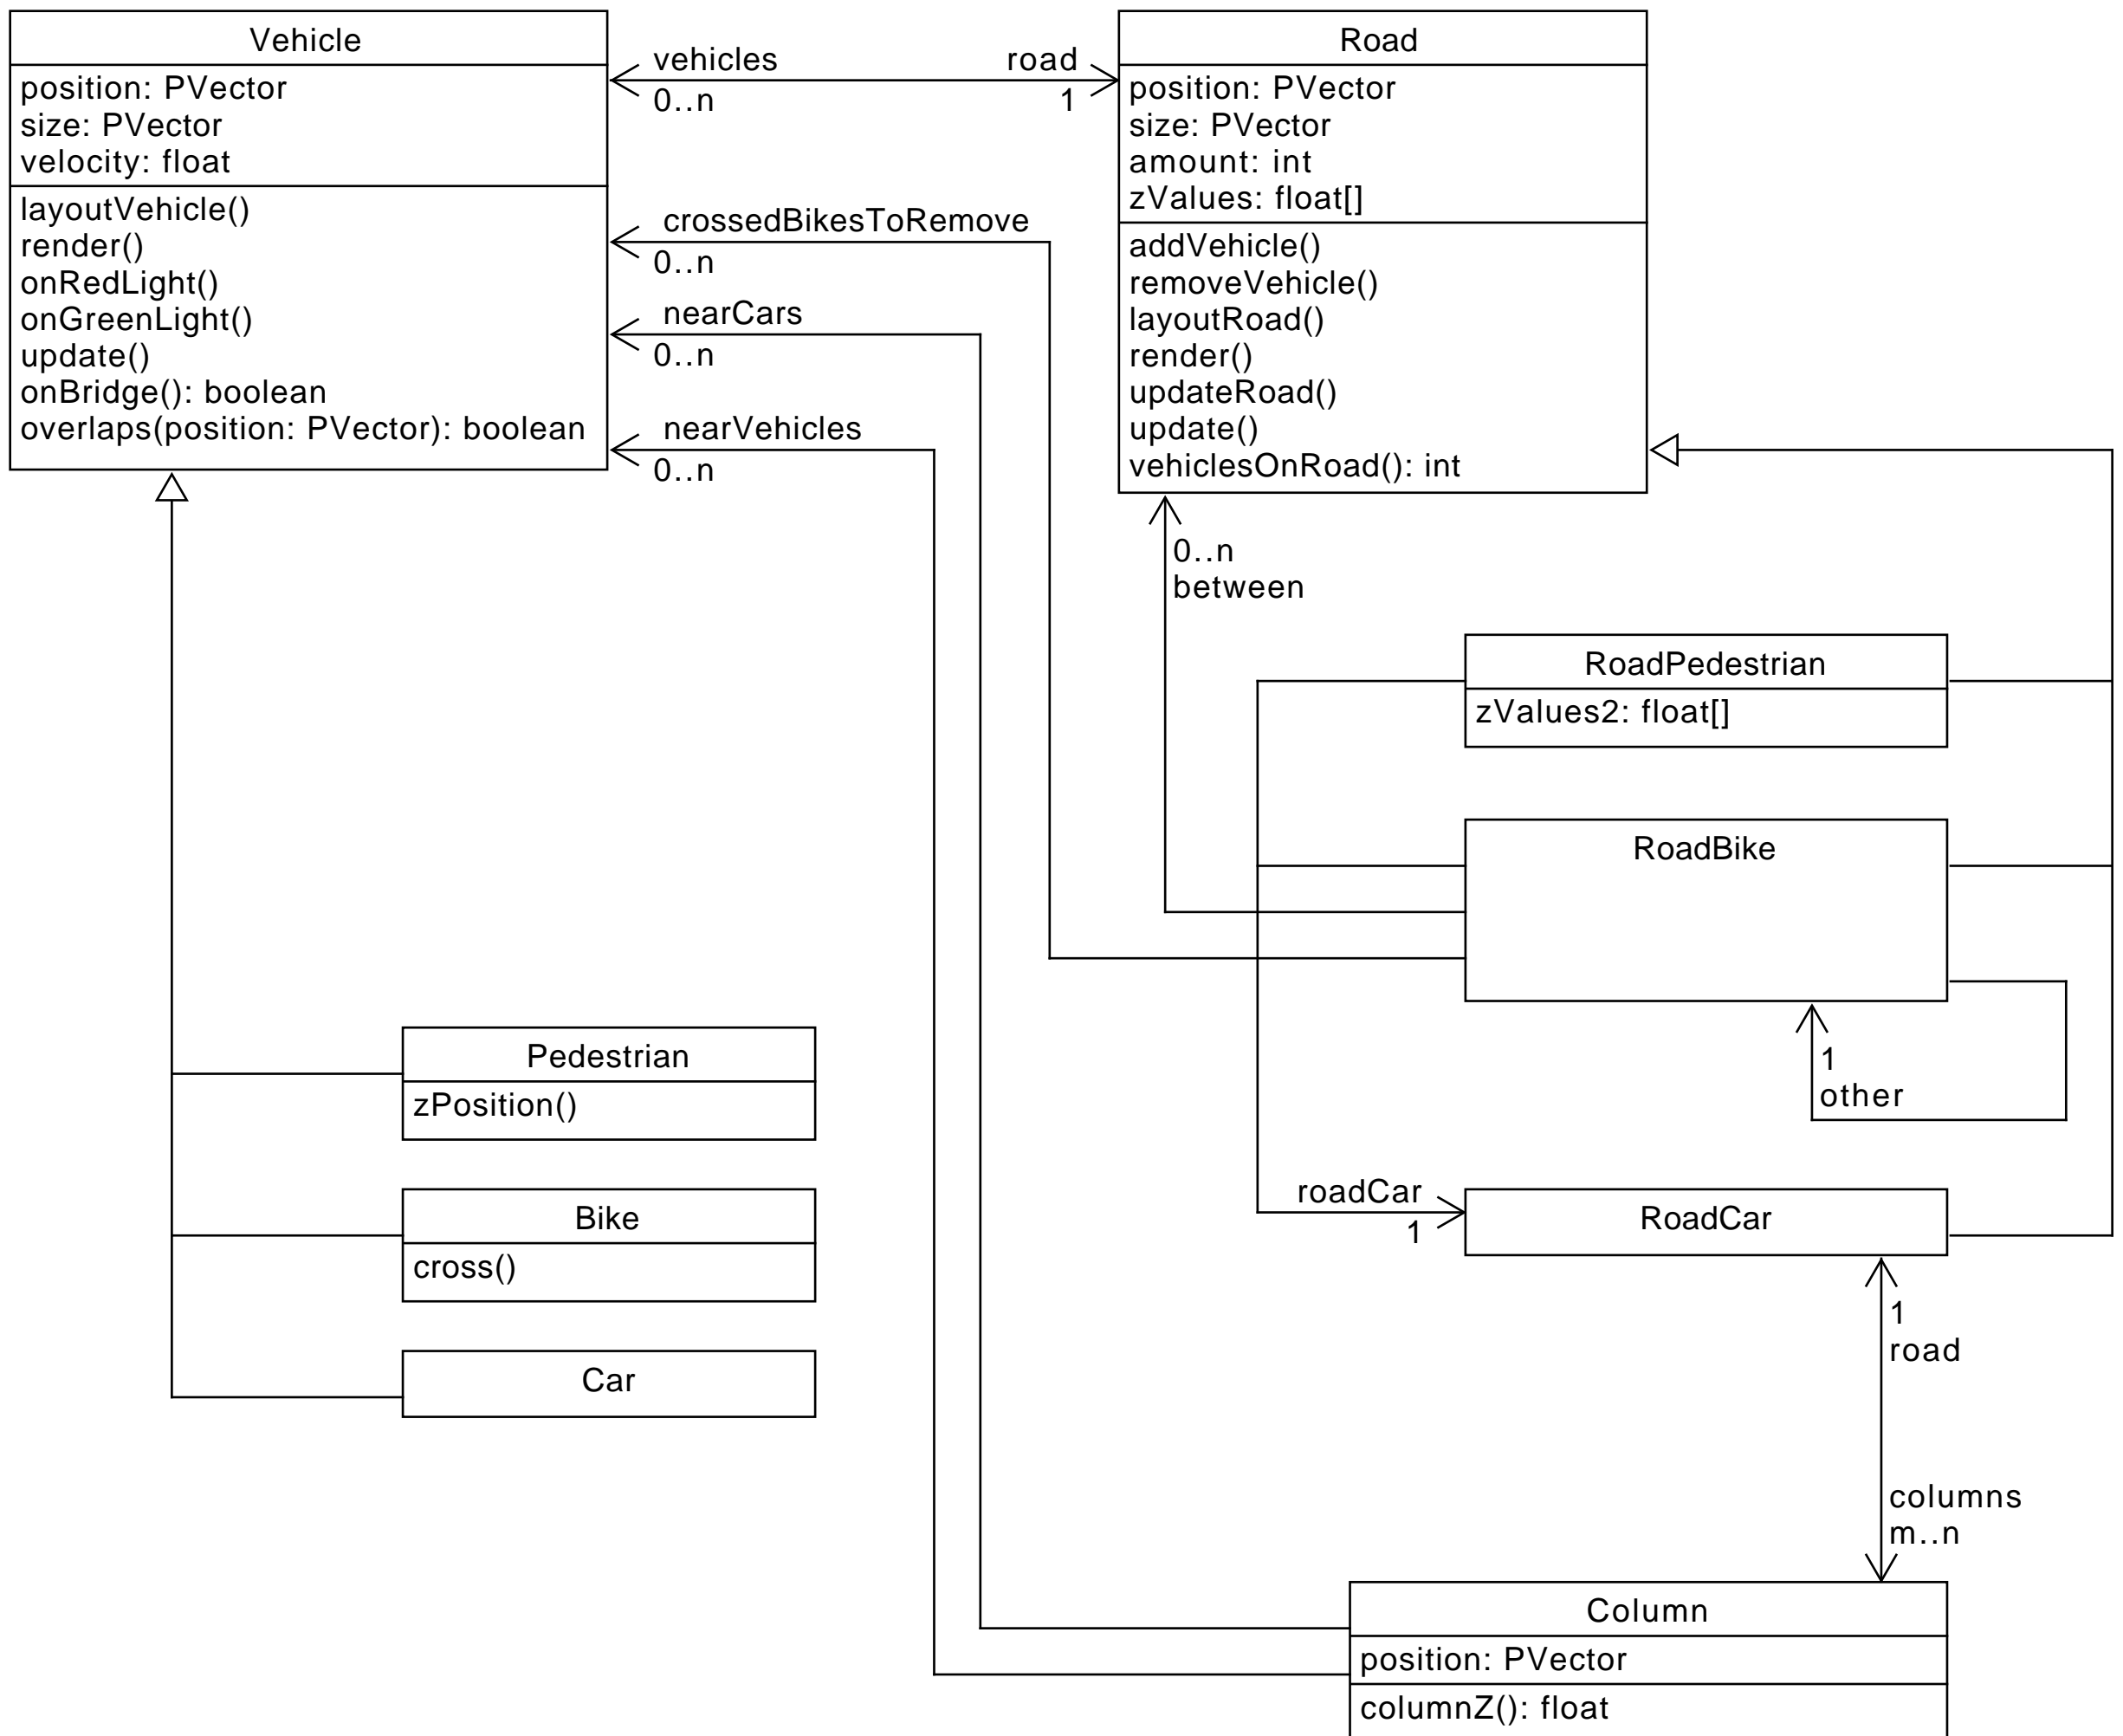 Vehicle
position: PVector
size: PVector
velocity: float
layoutVehicle()
render()
onRedLight()
onGreenLight()
update()
onBridge(): boolean
overlaps(position: PVector): boolean
vehicles
0..n
road
1
crossedBikesToRemove
0..n
nearCars
0..n
nearVehicles
0..n
Road
position: PVector
size: PVector
amount: int
zValues: float[]
addVehicle()
removeVehicle()
layoutRoad()
render()
updateRoad()
update()
vehiclesOnRoad(): int
0..n
between
RoadPedestrian
zValues2: float[]
RoadBike
1
other
Pedestrian
zPosition()
Bike
cross()
Car
roadCar
1
RoadCar
1
road
columns
m..n
Column
position: PVector
columnZ(): float